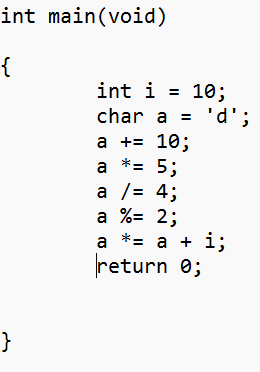 int main(void)
{
int i = 10;
char a = 'd';
a += 10;
a *= 5;
a /= 4;
a %= 2;
a *= a + i;
return 0;
}